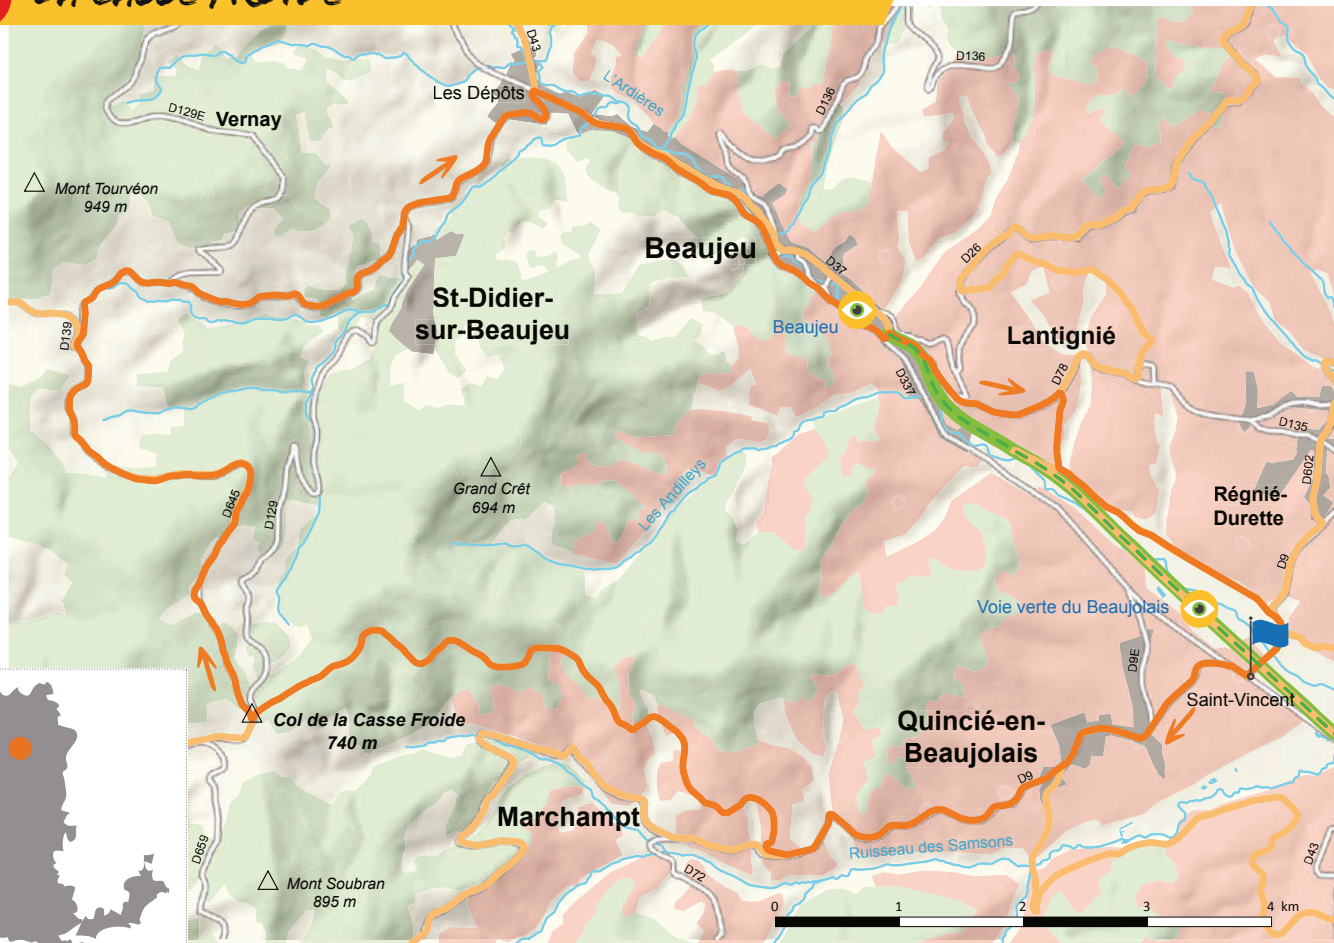 D43
D136
D136
Les Dépôts
L'Ardières
D129E
Vernay
Mont Tourvéon
949 m
Beaujeu
D26
D37
St-Didier-
sur-Beaujeu
Beaujeu
Lantignié
D139
D337
D78
D135
D602
Grand Crêt
694 m
Les Andilleys
Régnié-
Durette
D645
D129
D9
Voie verte du Beaujolais
D9E
Saint-Vincent
Col de la Casse Froide
740 m
Quincié-en-
Beaujolais
D9
Marchampt
Ruisseau des Samsons
D659
D72
D43
Mont Soubran
895 m
0 1 2 3 4 km